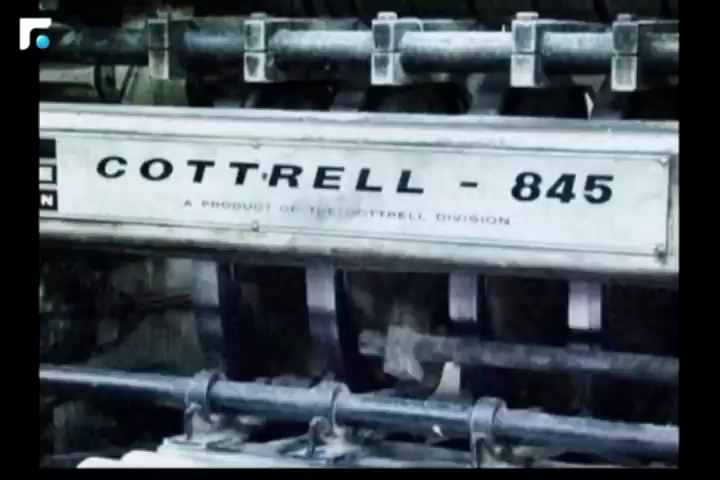 COTTRELL - 845
A PRODUCT OF THE COTTRELL DIVISION
N